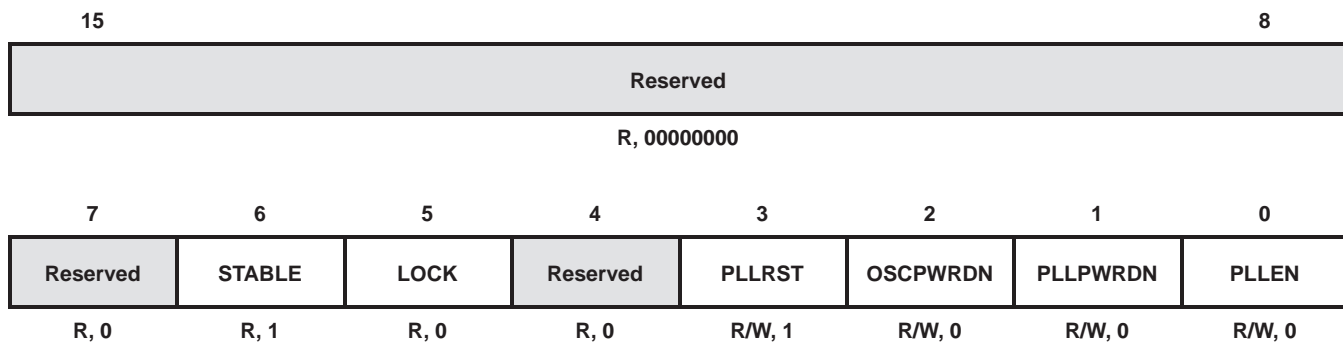 15 8
Reserved
R, 00000000
7 6 5 4 3 2 1 0
Reserved STABLE LOCK Reserved PLLRST OSCPWRDN PLLPWRDN PLLEN
R, 0 R, 1 R, 0 R, 0 R/W, 1 R/W, 0 R/W, 0 R/W, 0